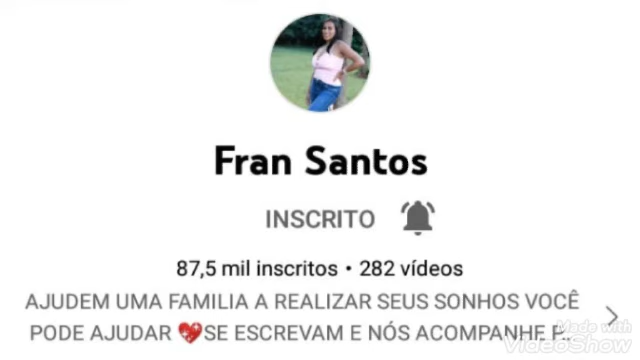 Fran Santos
INSCRITO
87,5 mil inscritos • 282 vídeos
AJUDEM UMA FAMILIA A REALIZAR SEUS SONHOS VOCÊ
PODE AJUDAR 💖SE ESCREVAM E NÓS ACOMPANHE E..
Made with
VideoShow